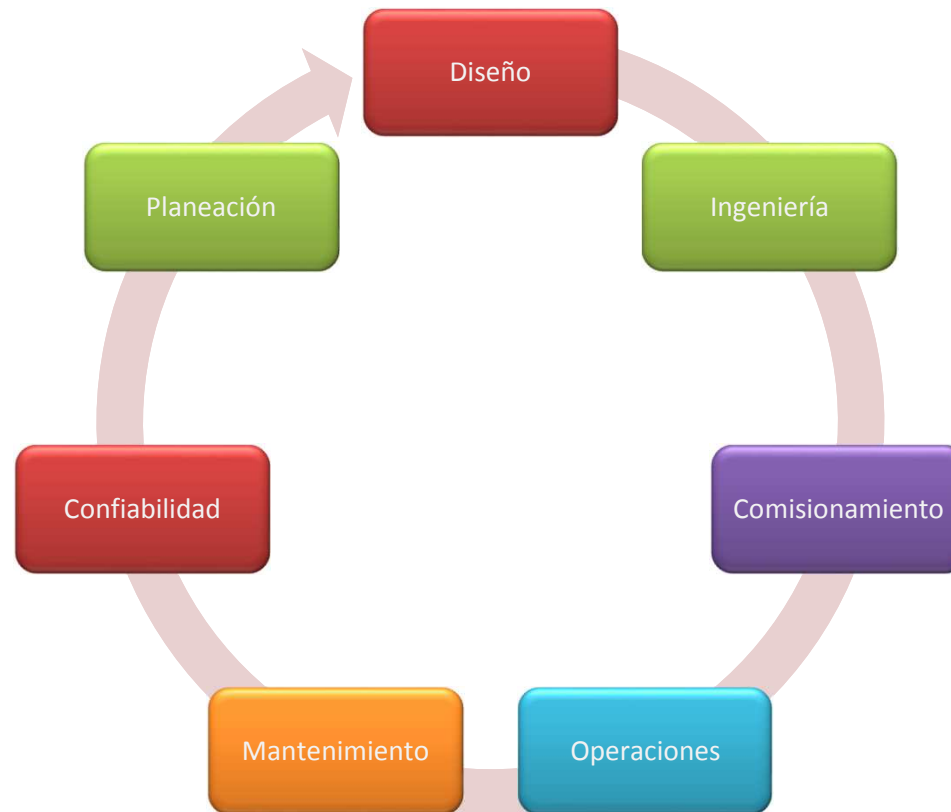 Diseño
Ingeniería
Comisionamiento
Operaciones
Mantenimiento
Confiabilidad
Planeación